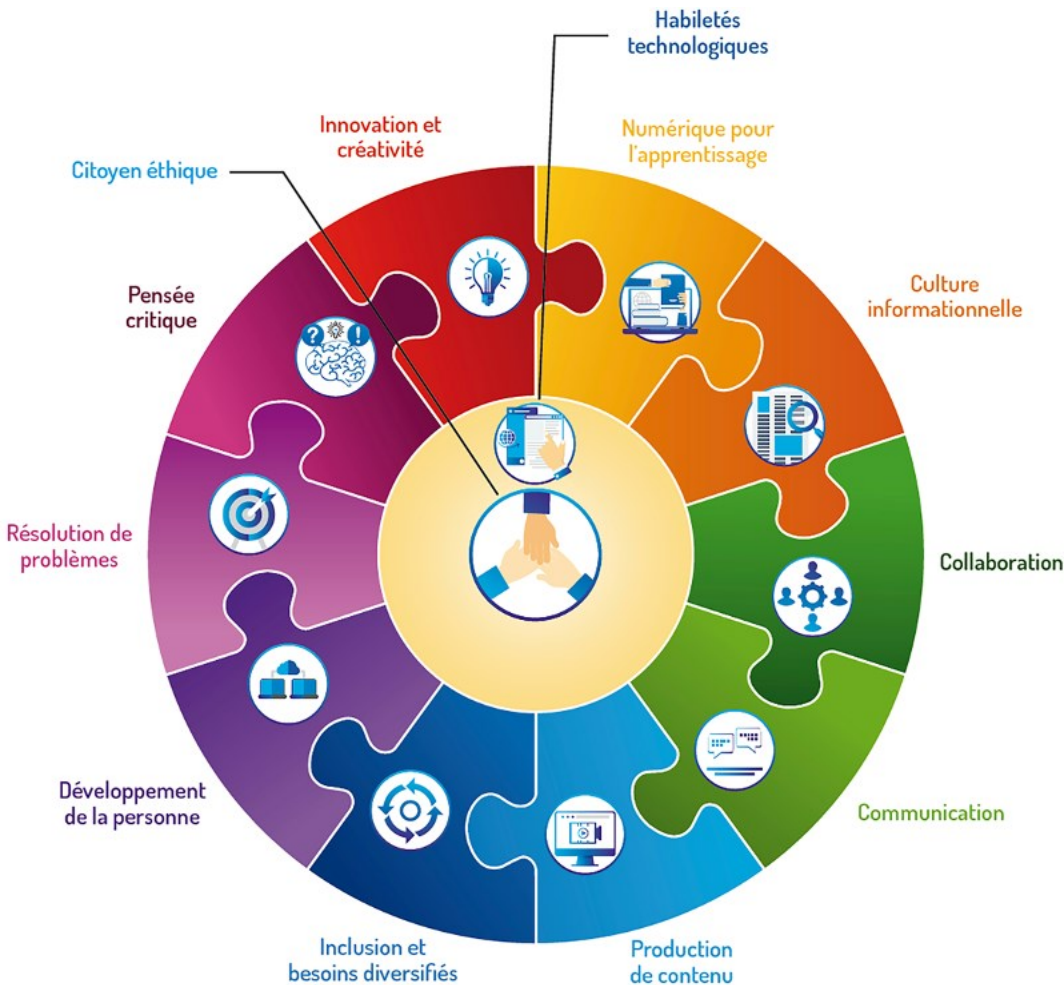 Habiletés
technologiques
Innovation et
créativité
Numérique pour
l'apprentissage
Citoyen éthique
Culture
informationnelle
Pensée
critique
?
!
Résolution de
problèmes
Collaboration
Développement
de la personne
Communication
Inclusion et
besoins diversifiés
Production
de contenu